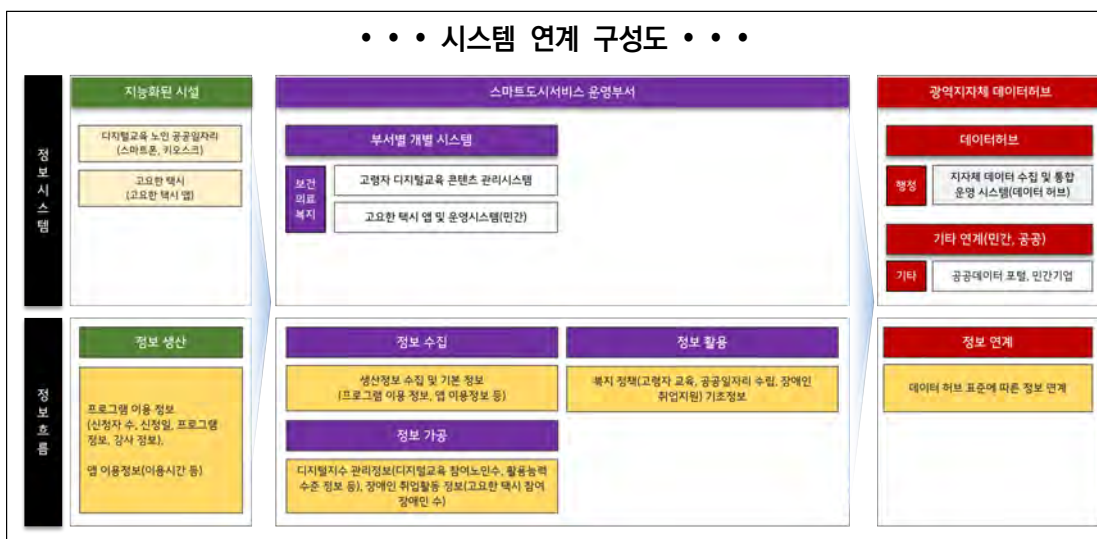 • • • 시스템 연계 구성도 • • •
정보시스템
지능화된 시설
디지털교육 노인 공공일자리
(스마트폰, 키오스크)
고요한 택시
(고요한 택시 앱)
스마트도시서비스 운영부서
부서별 개별 시스템
보건
의료
복지
고령자 디지털교육 콘텐츠 관리시스템
고요한 택시 앱 및 운영시스템(민간)
광역지자체 데이터허브
데이터허브
행정
지자체 데이터 수집 및 통합
운영 시스템(데이터 허브)
기타 연계(민간, 공공)
기타
공공데이터 포털, 민간기업
정보흐름
정보 생산
프로그램 이용 정보
(신청자 수, 신청일, 프로그램
정보, 강사 정보),
앱 이용정보(이용시간 등)
정보 수집
생산정보 수집 및 기본 정보
(프로그램 이용 정보, 앱 이용정보 등)
정보 가공
디지털지수 관리정보(디지털교육 참여노인수, 활용능력
수준 정보 등), 장애인 취업활동 정보(고요한 택시 참여
장애인 수)
정보 활용
복지 정책(고령자 교육, 공공일자리 수립, 장애인
취업지원) 기초정보
정보 연계
데이터 허브 표준에 따른 정보 연계